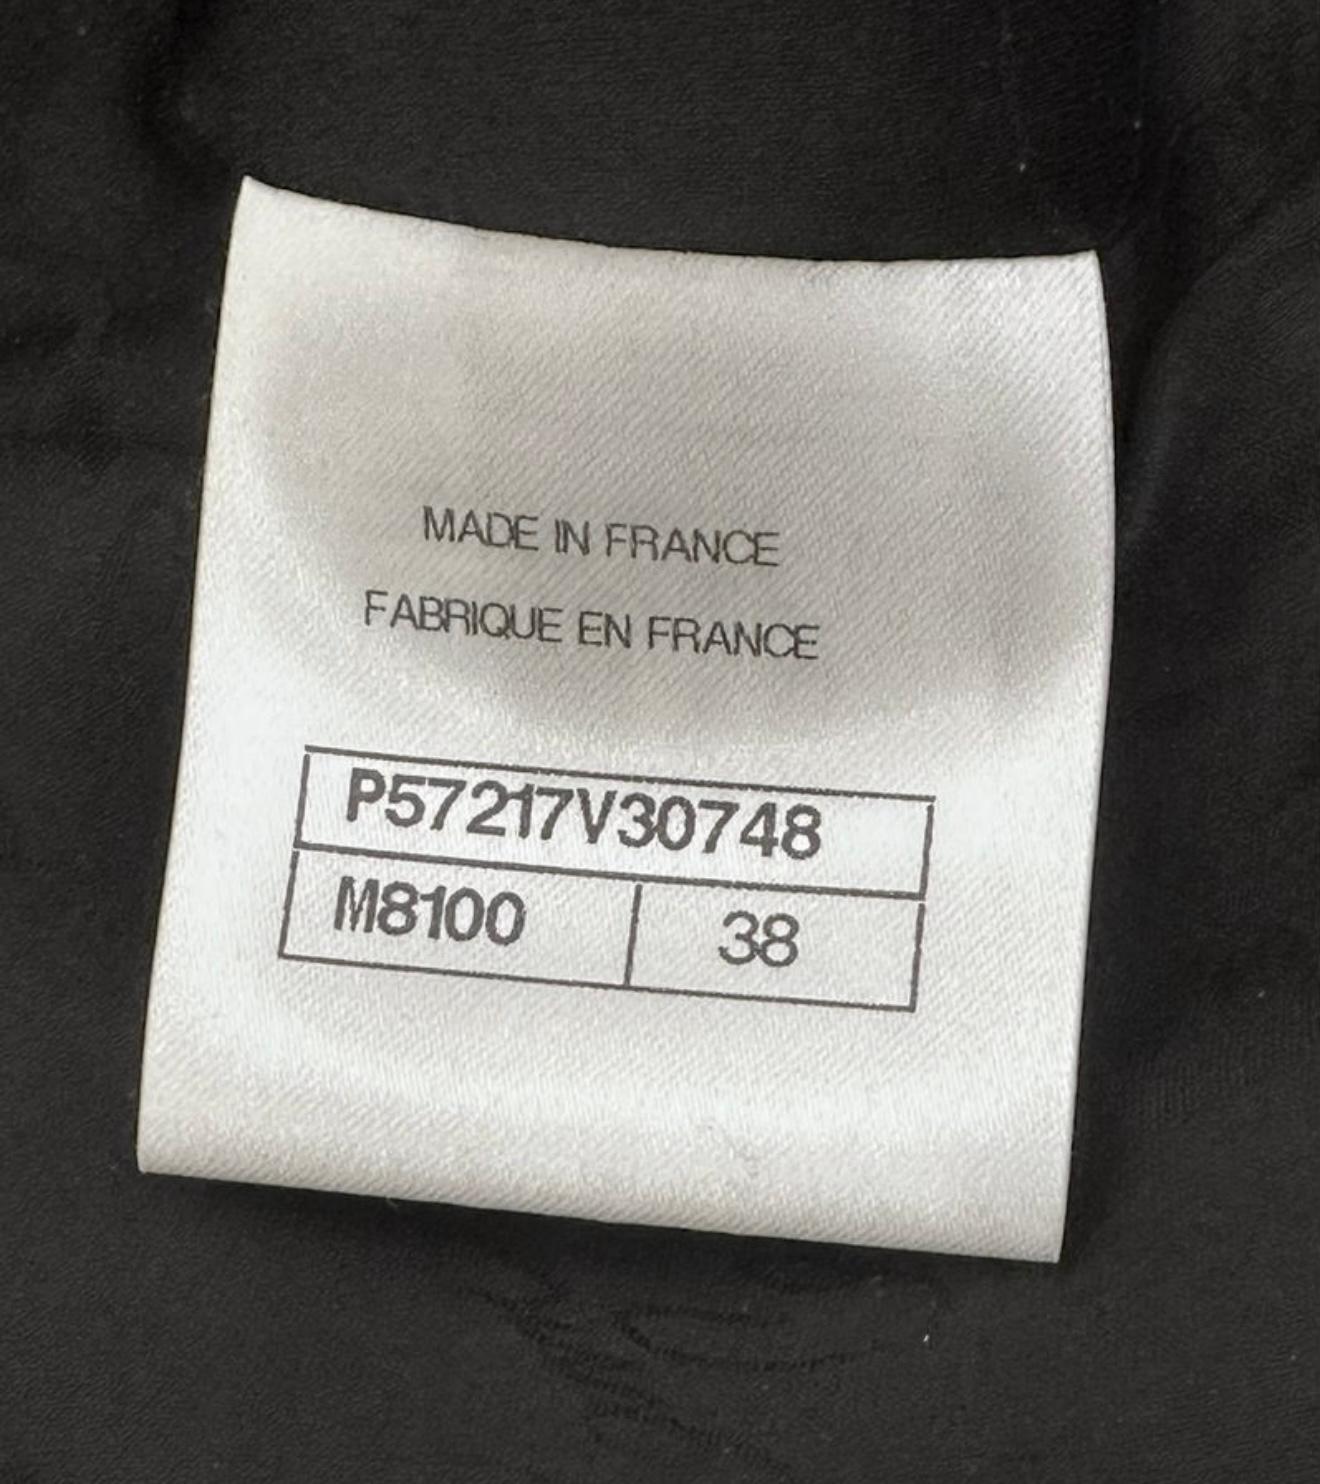 MADE IN FRANCE
FABRIQUE EN FRANCE
P57217V30748
M8100 38